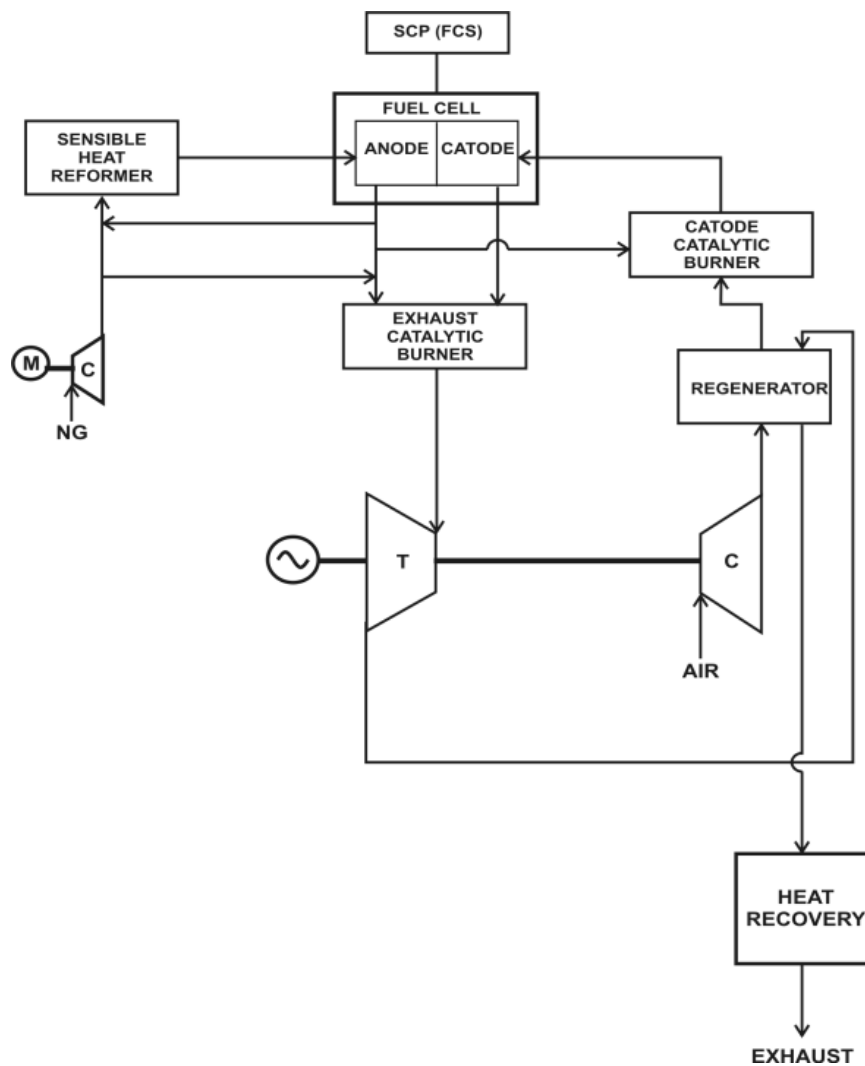 SCP (FCS)
FUEL CELL
ANODE
CATODE
SENSIBLE
HEAT
REFORMER
CATODE
CATALYTIC
BURNER
EXHAUST
CATALYTIC
BURNER
M
C
NG
REGENERATOR
T
C
AIR
HEAT
RECOVERY
EXHAUST